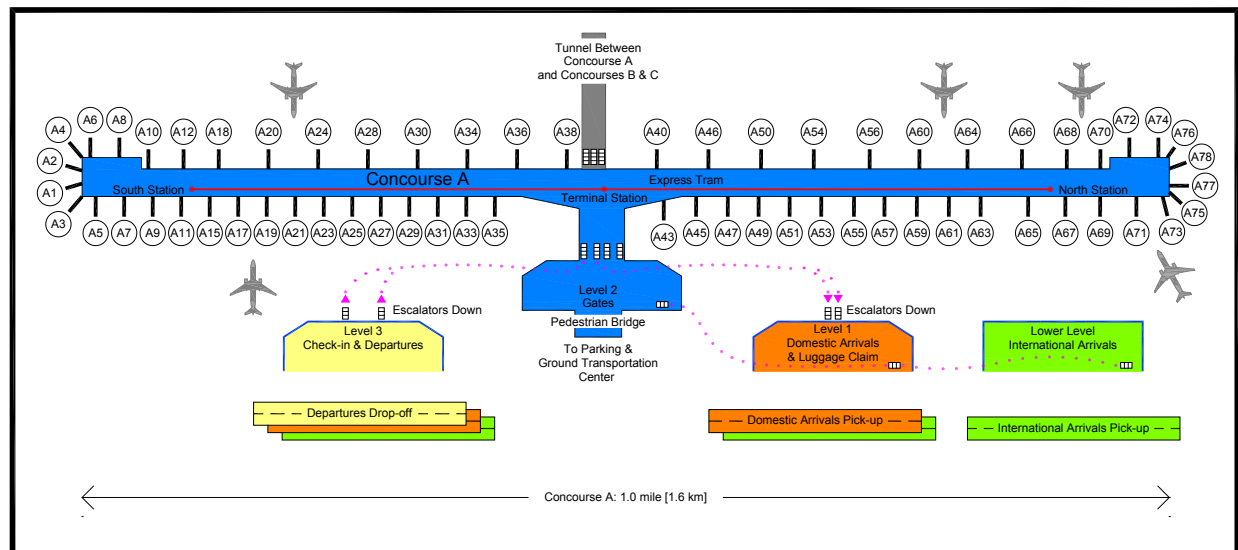 Tunnel Between
Concourse A
and Concourses B & C
A4
A6
A8
A10
A12
A18
A20
A24
A28
A30
A34
A36
A38
A40
A46
A50
A54
A56
A60
A64
A66
A68
A70
A72
A74
A76
A2
A78
A1
A77
A3
A75
Concourse A
Express Tram
South Station
Terminal Station
North Station
A5
A7
A9
A11
A15
A17
A19
A21
A23
A25
A27
A29
A31
A33
A35
A43
A45
A47
A49
A51
A53
A55
A57
A59
A61
A63
A65
A67
A69
A71
A73
Level 2
Gates
Escalators Down
Escalators Down
Pedestrian Bridge
To Parking &
Ground Transportation
Center
Level 3
Check-in & Departures
Level 1
Domestic Arrivals
& Luggage Claim
Lower Level
International Arrivals
Departures Drop-off
Domestic Arrivals Pick-up
International Arrivals Pick-up
Concourse A: 1.0 mile [1.6 km]